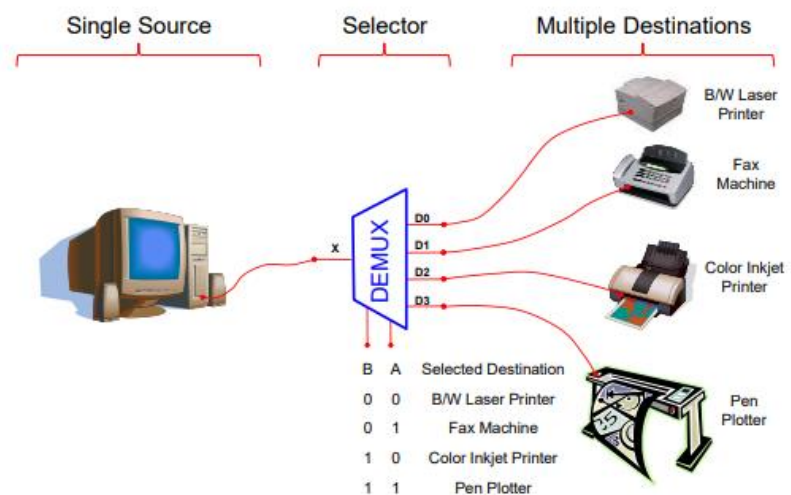 Single Source
Selector
Multiple Destinations
B/W Laser
Printer
Fax
Machine
Color Inkjet
Printer
Pen
Plotter
X
DEMUX
D0
D1
D2
D3
B A Selected Destination
0 0 B/W Laser Printer
0 1 Fax Machine
1 0 Color Inkjet Printer
1 1 Pen Plotter